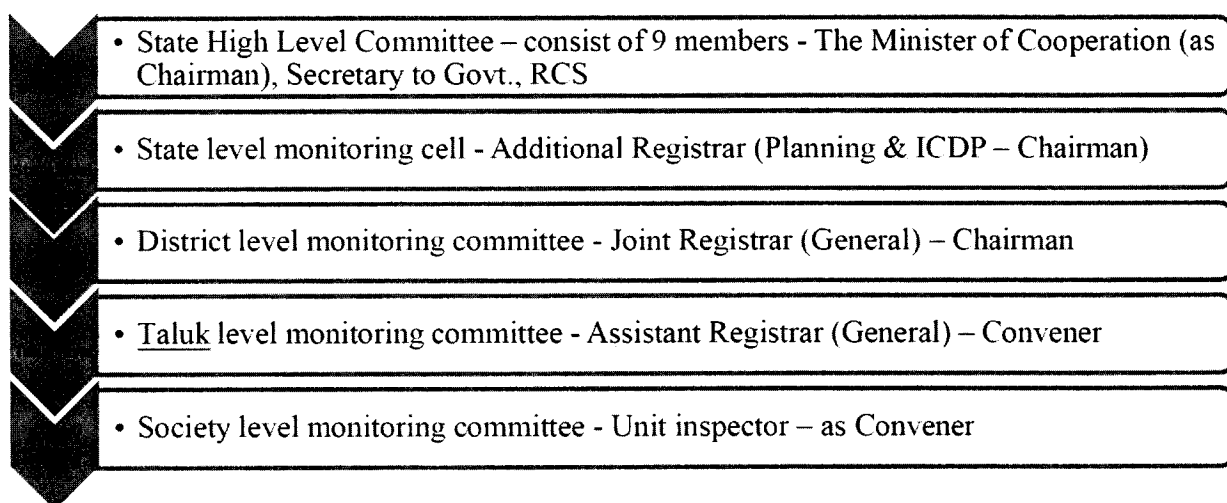 • State High Level Committee – consist of 9 members - The Minister of Cooperation (as
Chairman), Secretary to Govt., RCS
• State level monitoring cell - Additional Registrar (Planning & ICDP – Chairman)
• District level monitoring committee - Joint Registrar (General) – Chairman
• Taluk level monitoring committee - Assistant Registrar (General) – Convener
• Society level monitoring committee - Unit inspector – as Convener